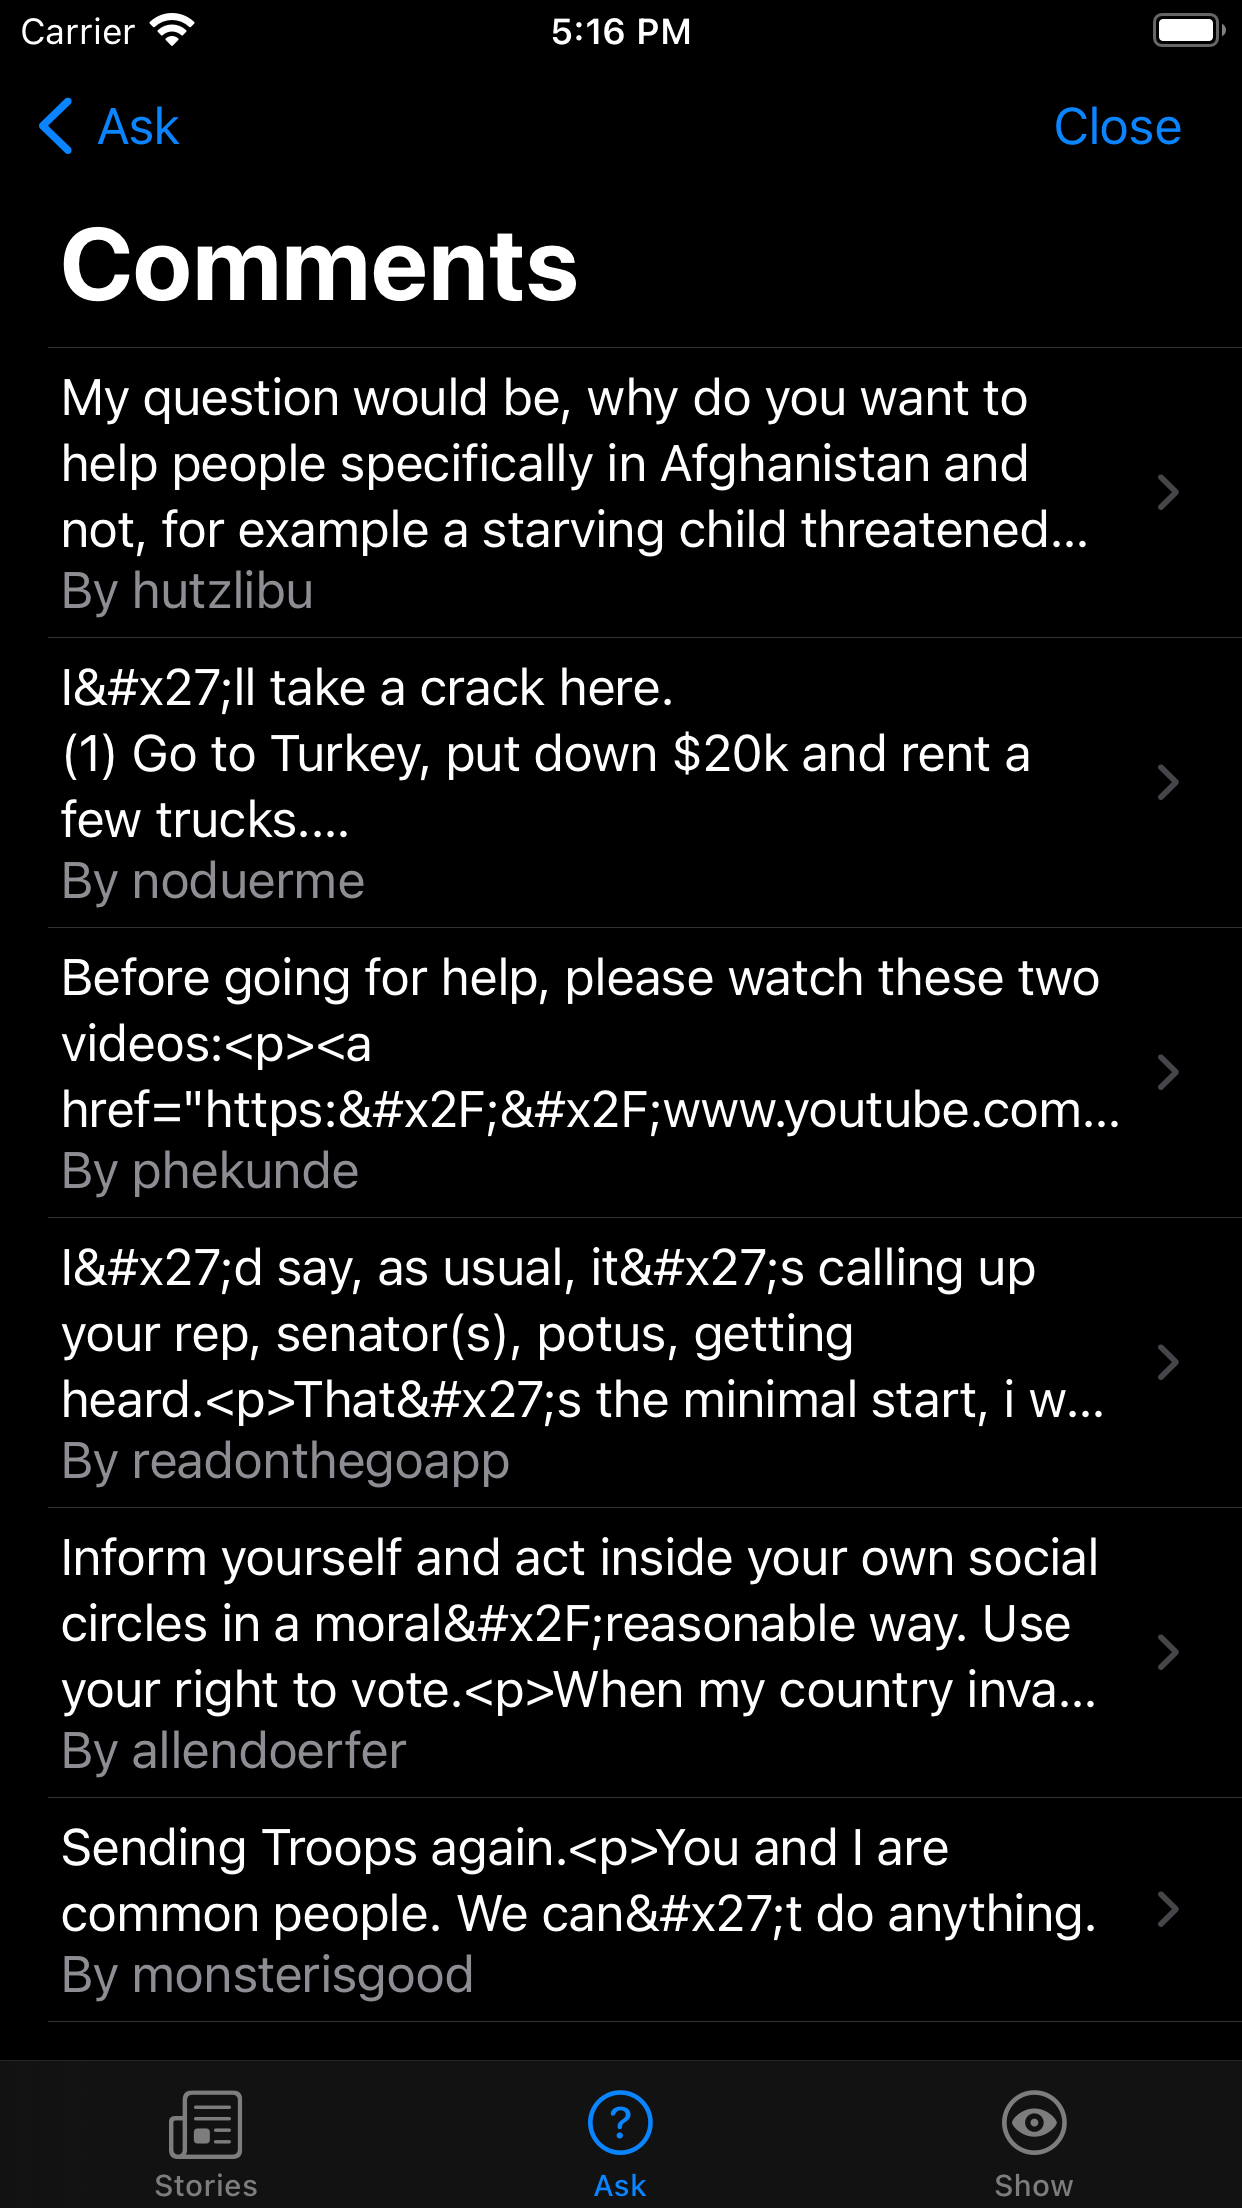 Carrier 5:16 PM
Ask Close
Comments
My question would be, why do you want to
help people specifically in Afghanistan and
not, for example a starving child threatened...
By hutzlibu
I&#x27;ll take a crack here.
(1) Go to Turkey, put down $20k and rent a
few trucks....
By noduerme
Before going for help, please watch these two
videos:<p><a
href="https:&#x2F;&#x2F;www.youtube.com...
By phekunde
I&#x27;d say, as usual, it&#x27;s calling up
your rep, senator(s), potus, getting
heard.<p>That&#x27;s the minimal start, i w...
By readonthegoapp
Inform yourself and act inside your own social
circles in a moral&#x2F;reasonable way. Use
your right to vote.<p>When my country inva...
By allendoerfer
Sending Troops again.<p>You and I are
common people. We can&#x27;t do anything.
By monsterisgood
Stories Ask Show